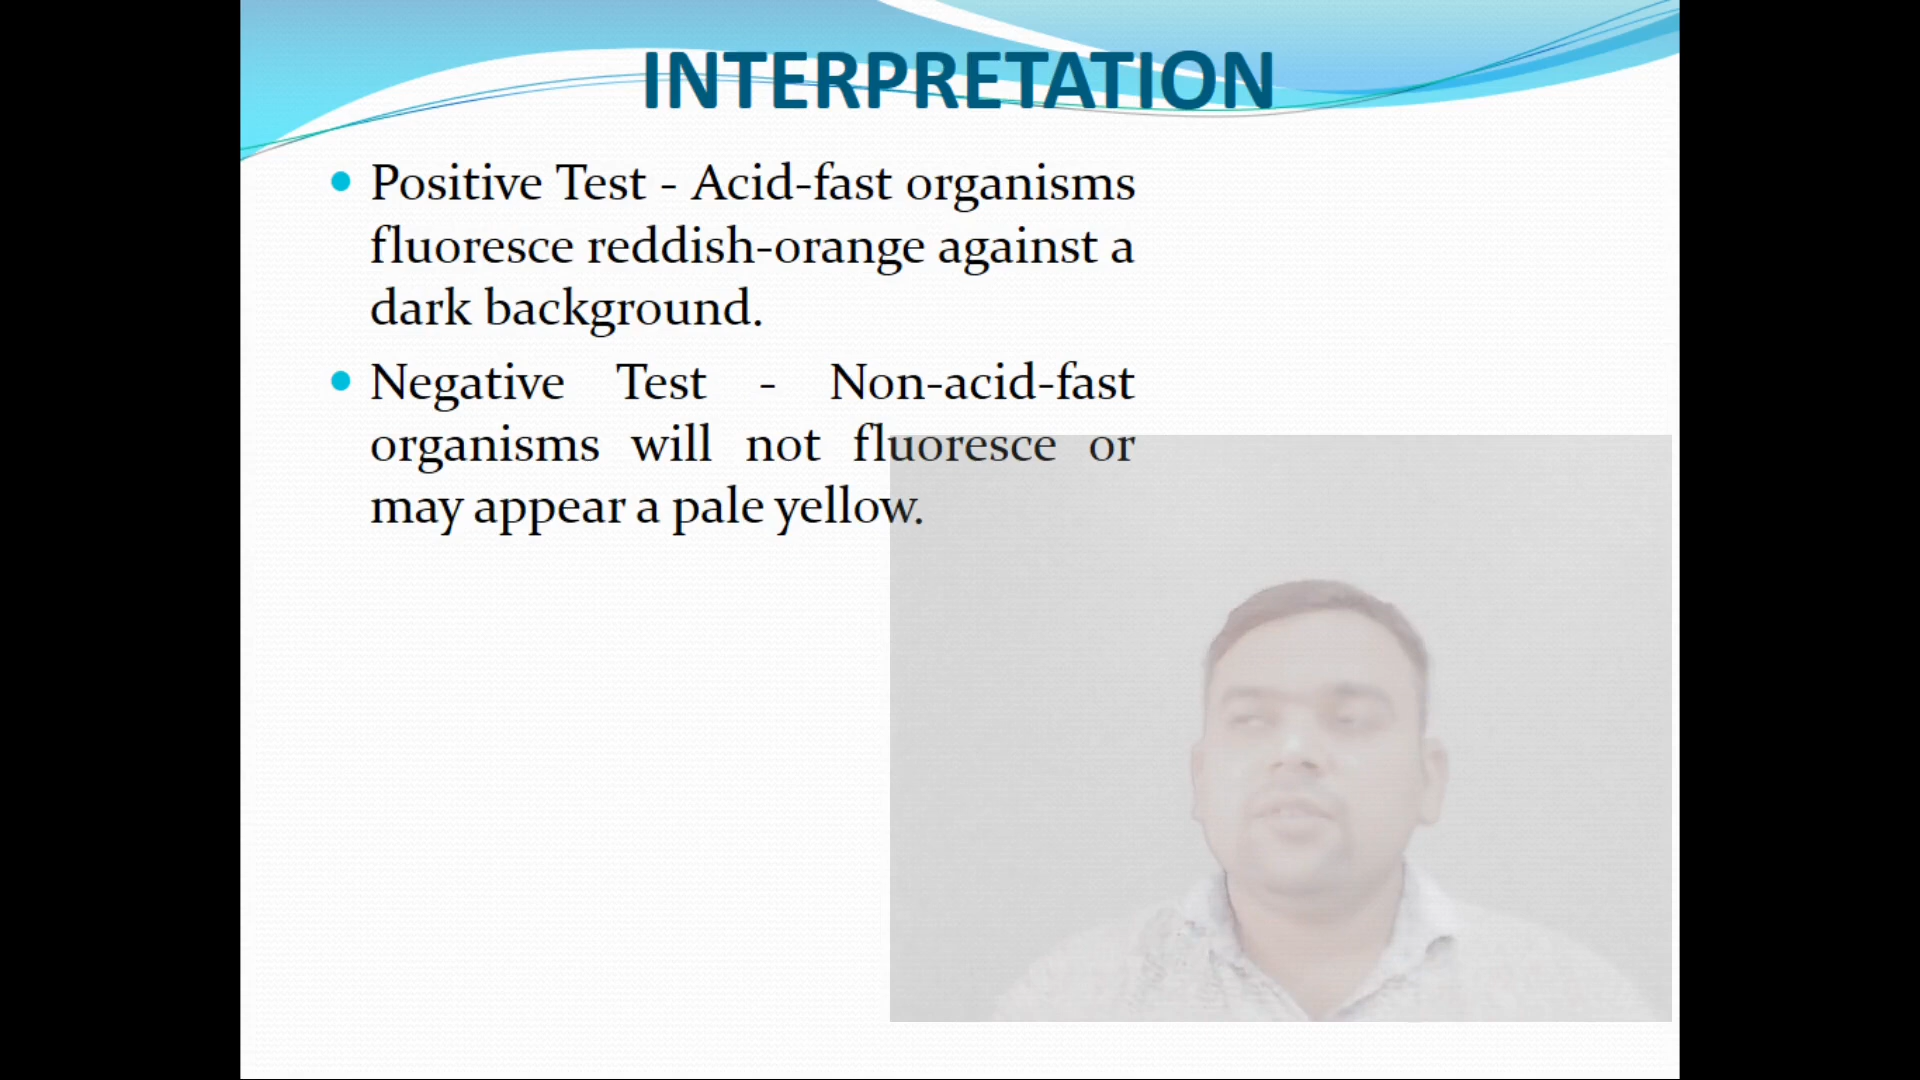 INTERPRETATION
Positive Test - Acid-fast organisms
fluoresce reddish-orange against a
dark background.
Negative Test - Non-acid-fast
organisms will not fluoresce or
may appear a pale yellow.